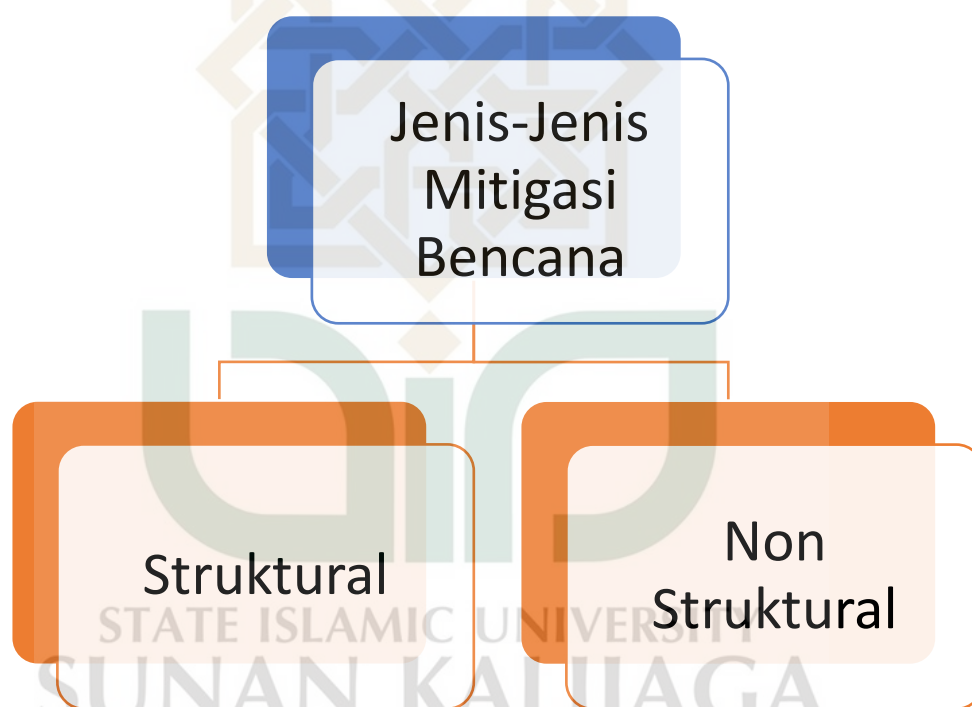 Jenis-Jenis
Mitigasi
Bencana
Struktural
Non
Struktural
STATE ISLAMIC UNIVERSITY
SUNAN KALIJAGA